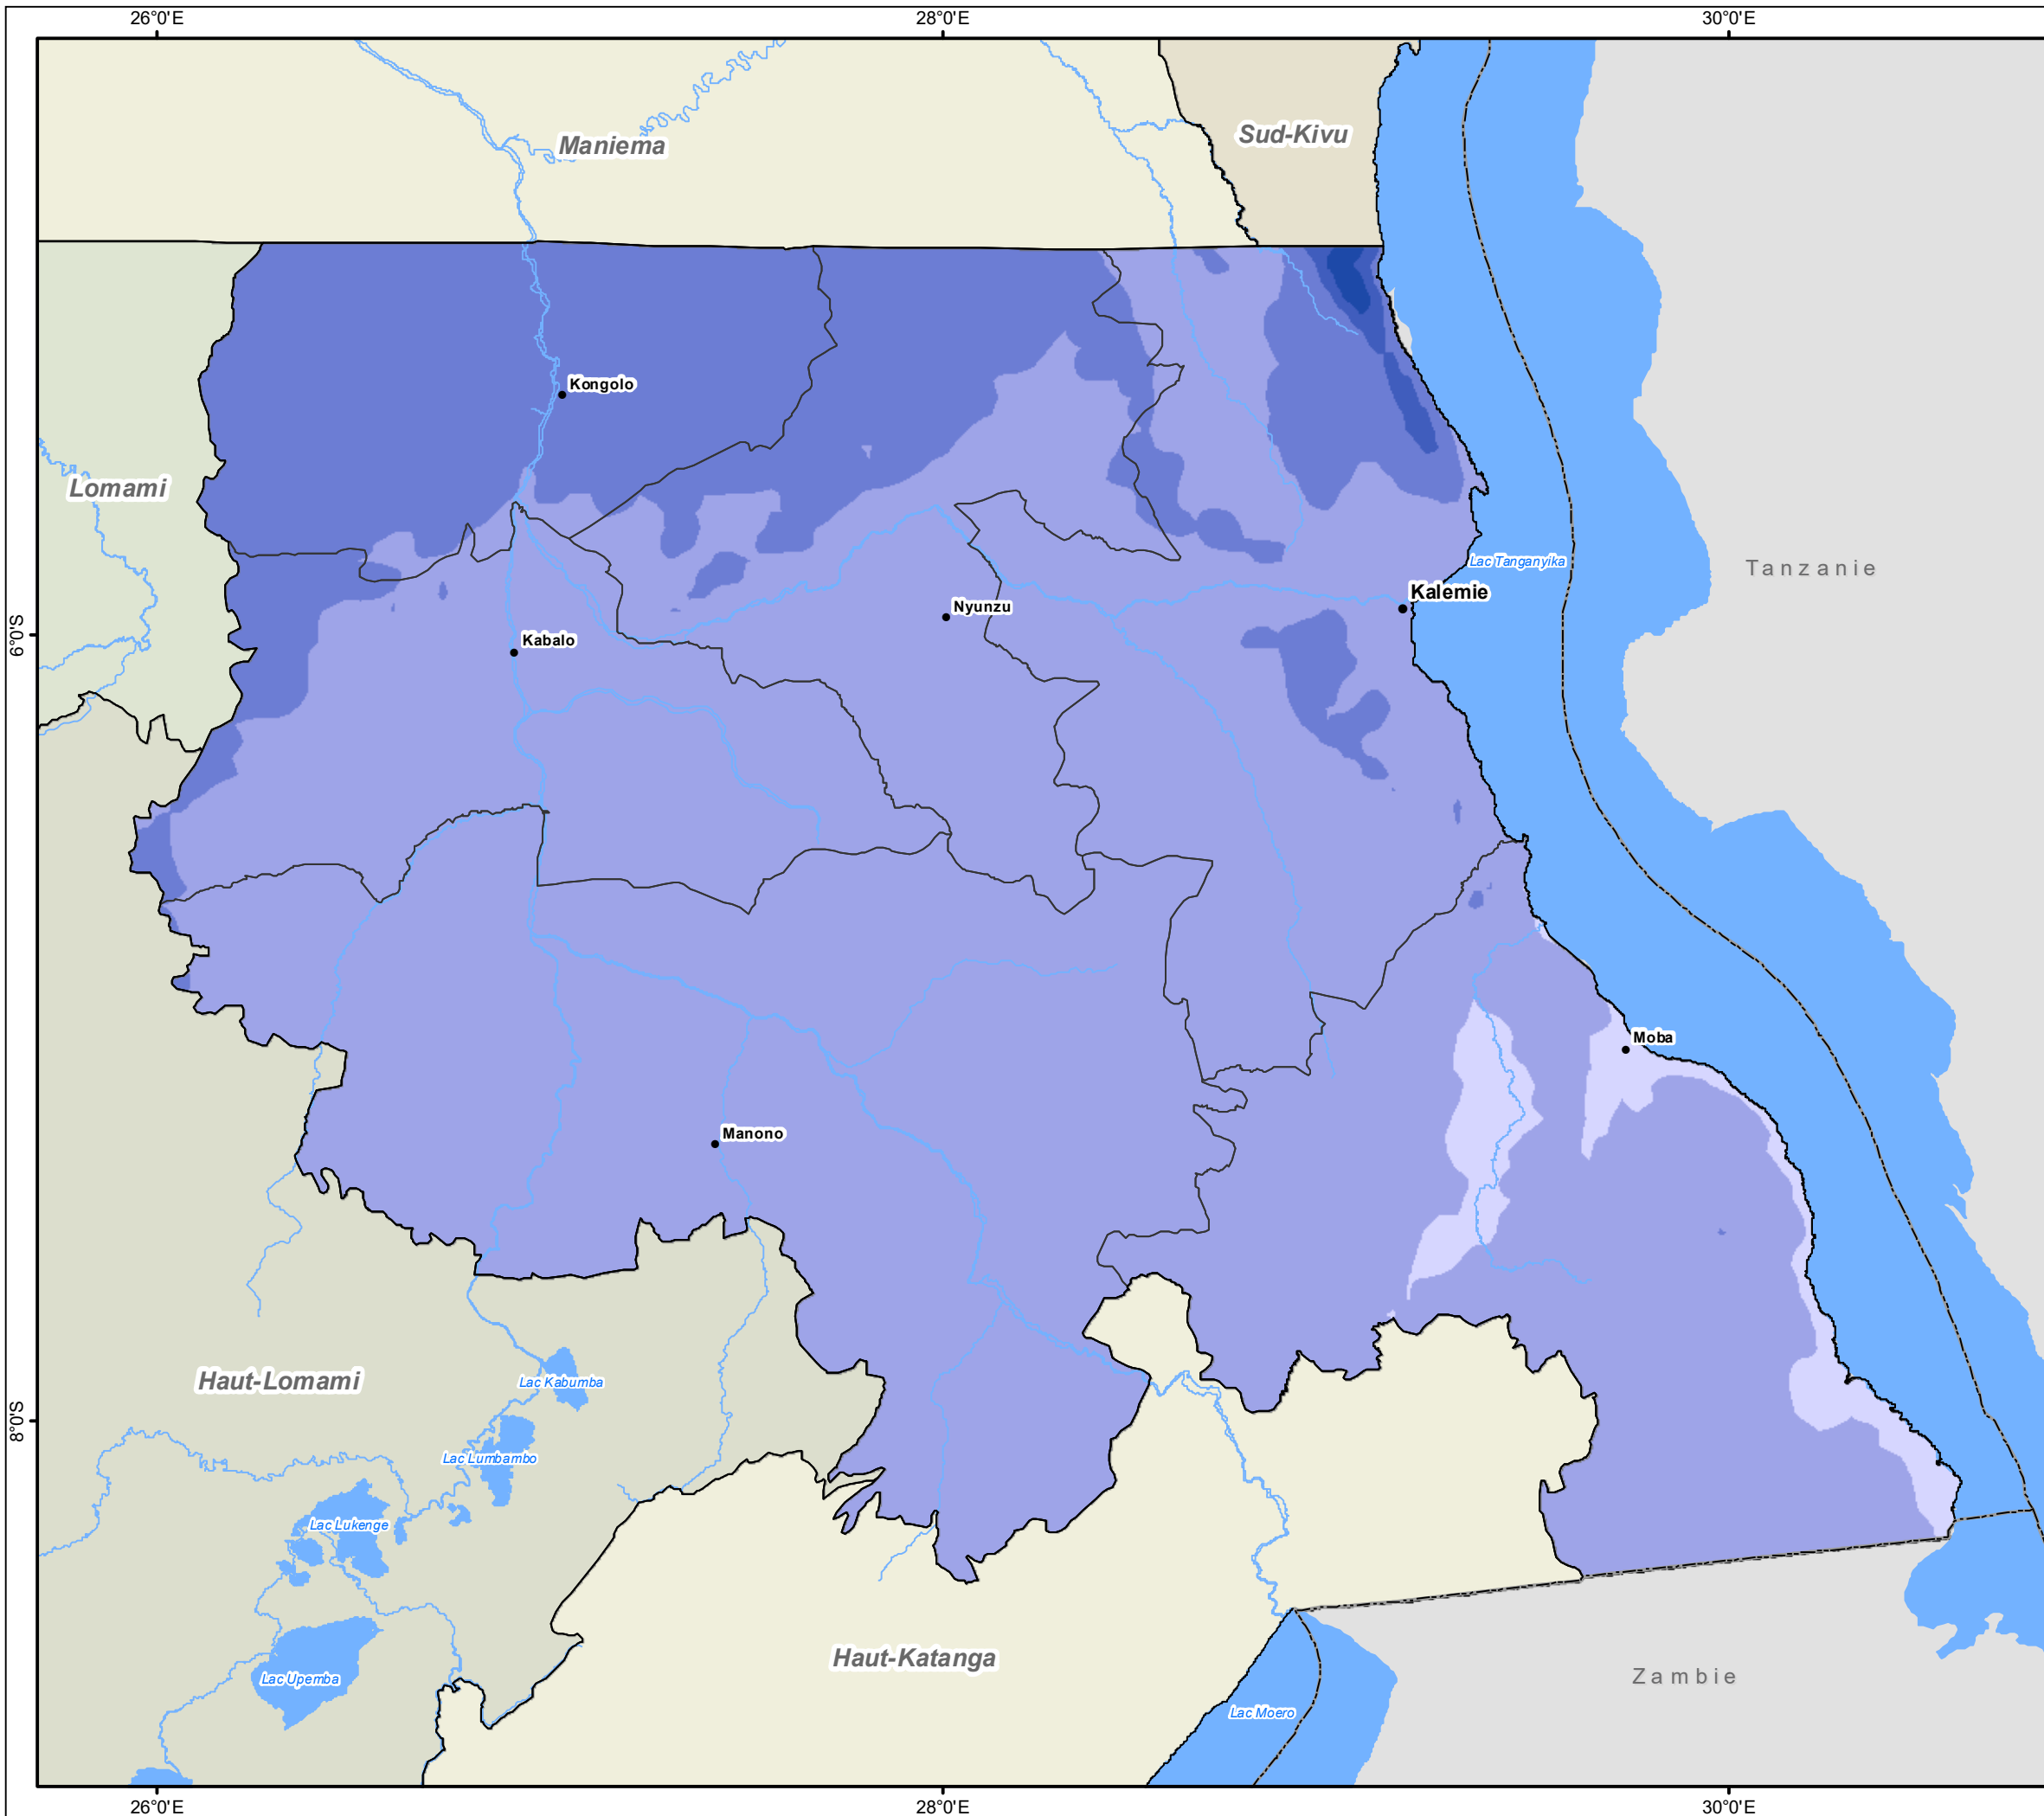 26°0'E
28°0'E
30°0'E
Sud-Kivu
Maniema
Kongolo
Lomami
Lac Tanganyika
Tanzanie
Kalemie
Nyunzu
6°0'S
Kabalo
Moba
Manono
Haut-Lomami
Lac Kabumba
8°0'S
Lac Lumbambo
Lac Lukenge
Haut-Katanga
Lac Upemba
Zambie
Lac Moero
26°0'E
28°0'E
30°0'E